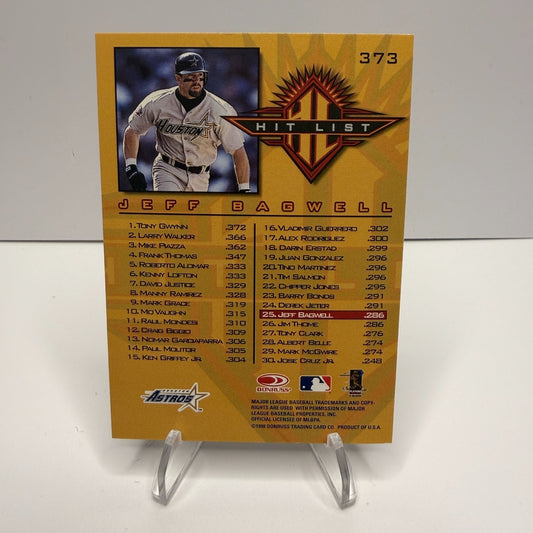 373
HOUSTON
HIT LIST
JEFF BAGWELL
1. TONY GWYNN .372
2. LARRY WALKER .366
3. MIKE PIAZZA .362
4. FRANK THOMAS .347
5. ROBERTO ALOMAR .333
6. KENNY LOFTON .333
7. DAVID JUSTICE .329
8. MANNY RAMIREZ .328
9. MARK GRACE .319
10. MO VAUGHN .315
11. RAUL MONDESI .310
12. CRAIG BIGGIO .309
13. NOMAR GARCIAPARRA .306
14. PAUL MOLITOR .305
15. KEN GRIFFEY JR. .304
16. VLADIMIR GUERRERO .302
17. ALEX RODRIGUEZ .300
18. DARIN ERSTAD .299
19. JUAN GONZALEZ .296
20. TINO MARTINEZ .296
21. TIM SALMON .296
22. CHIPPER JONES .295
23. BARRY BONDS .291
24. DEREK JETER .291
25. JEFF BAGWELL .286
26. JIM THOME .286
27. TONY CLARK .276
28. ALBERT BELLE .274
29. MARK MCGWIRE .274
30. JOSE CRUZ JR. .248
HOUSTON
ASTROS
DONRUSS
MAJOR LEAGUE BASEBALL TRADEMARKS AND COPY-
RIGHTS ARE USED WITH PERMISSION OF MAJOR
LEAGUE BASEBALL PROPERTIES, INC.
OFFICIAL LICENSEE OF MLBPA.
©1998 DONRUSS TRADING CARD CO. PRODUCT OF U.S.A.